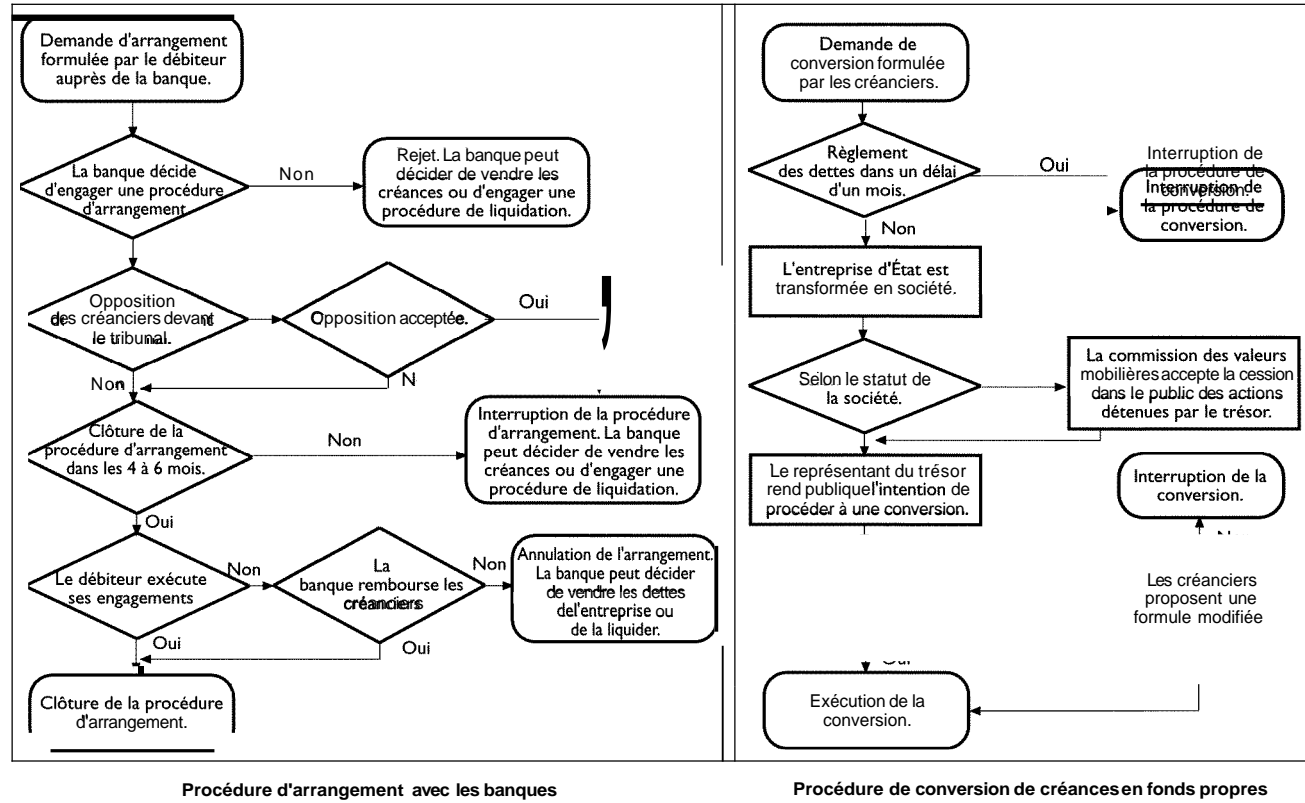 Demande d'arrangement
formulée par le débiteur
auprès de la banque.
La banque décide
d'engager une procédure
d'arrangement
Non
Rejet. La banque peut
décider de vendre les
créances ou d'engager une
procédure de liquidation.
Opposition
des créanciers devant
le tribunal.
Opposition acceptée.
Oui
Non
N
Clôture de la
procédure d'arrangement
dans les 4 à 6 mois.
Non
Interruption de la procédure
d'arrangement. La banque
peut décider de vendre les
créances ou d'engager une
procédure de liquidation.
Oui
Le débiteur exécute
ses engagements
Non
La
banque rembourse les
créanciers
Non
Annulation de l'arrangement.
La banque peut décider
de vendre les dettes
del'entreprise ou
de la liquider.
Oui
Oui
Clôture de la procédure
d'arrangement.
Procédure d'arrangement avec les banques
Demande de
conversion formulée
par les créanciers.
Règlement
des dettes dans un délai
d'un mois.
Oui
Interruption de
la procédure de
conversion.
Interruption de
la procédure de
conversion.
Non
L'entreprise d'État est
transformée en société.
Selon le statut de
la société.
La commission des valeurs
mobilières accepte la cession
dans le public des actions
détenues par le trésor.
Le représentant du trésor
rend publique l'intention de
procéder à une conversion.
Interruption de la
conversion.
Les créanciers
proposent une
formule modifiée
Oui
Exécution de la
conversion.
Procédure de conversion de créances en fonds propres